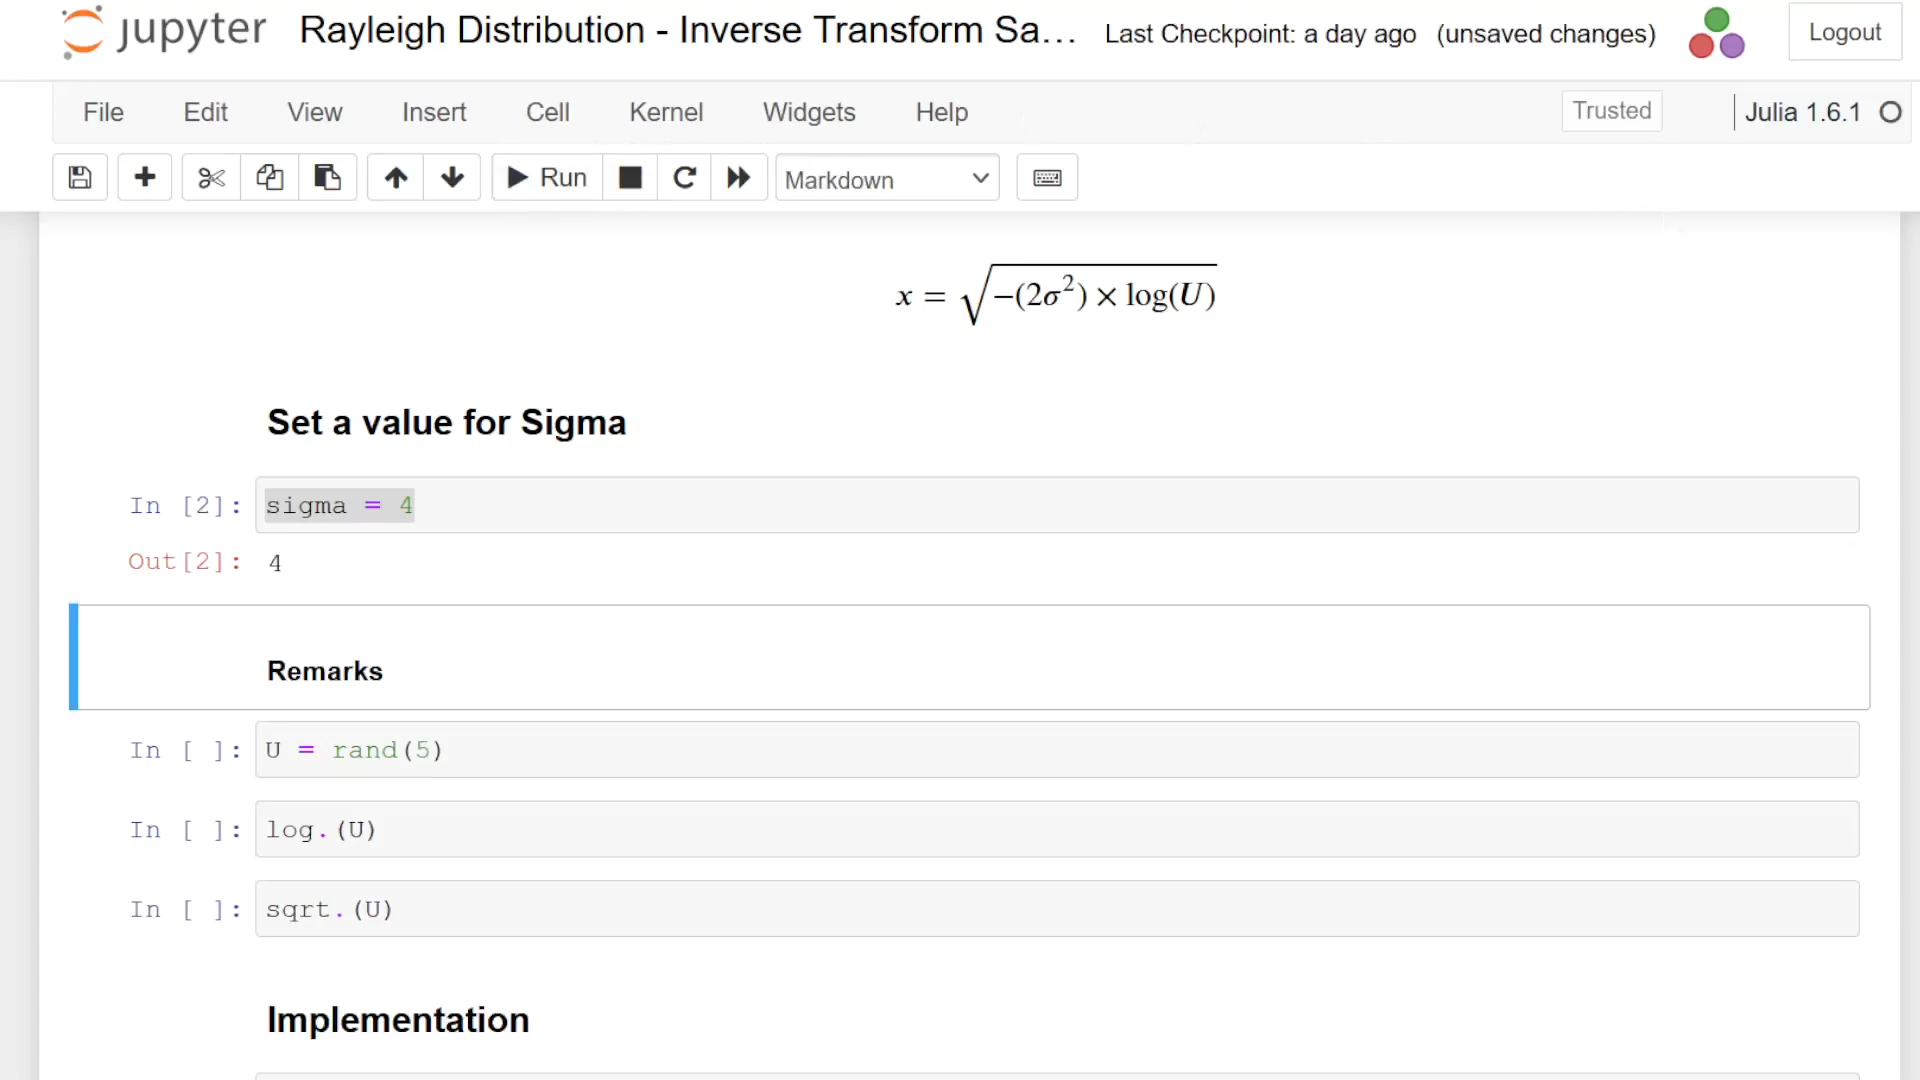 jupyter Rayleigh Distribution - Inverse Transform Sa... Last Checkpoint: a day ago (unsaved changes) Logout
File Edit View Insert Cell Kernel Widgets Help Trusted Julia 1.6.1
Run Markdown
x = √−(2σ²) × log(U)
Set a value for Sigma
In [2]: sigma = 4
Out[2]: 4
Remarks
In [ ]: U = rand(5)
In [ ]: log.(U)
In [ ]: sqrt.(U)
Implementation